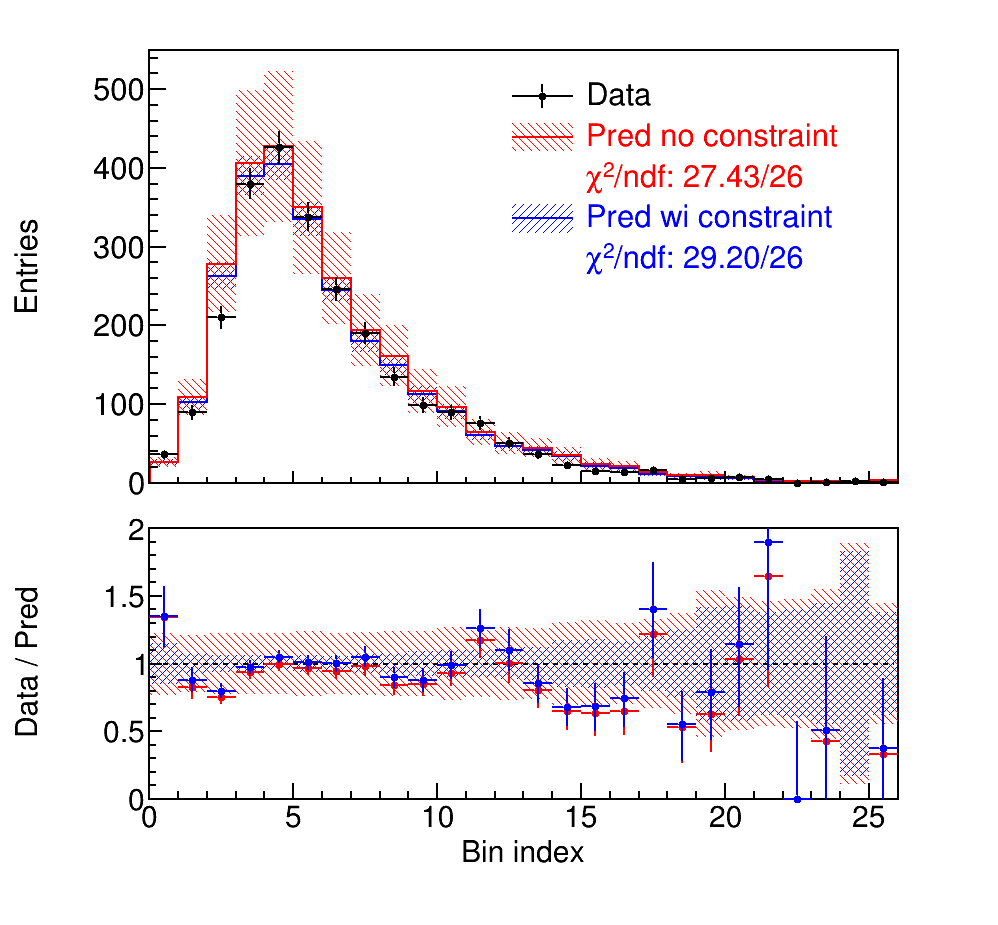 Entries
500
400
300
200
100
0
Data
Pred no constraint
χ²/ndf: 27.43/26
Pred wi constraint
χ²/ndf: 29.20/26
Data / Pred
2
1.5
1
0.5
0
0 5 10 15 20 25
Bin index